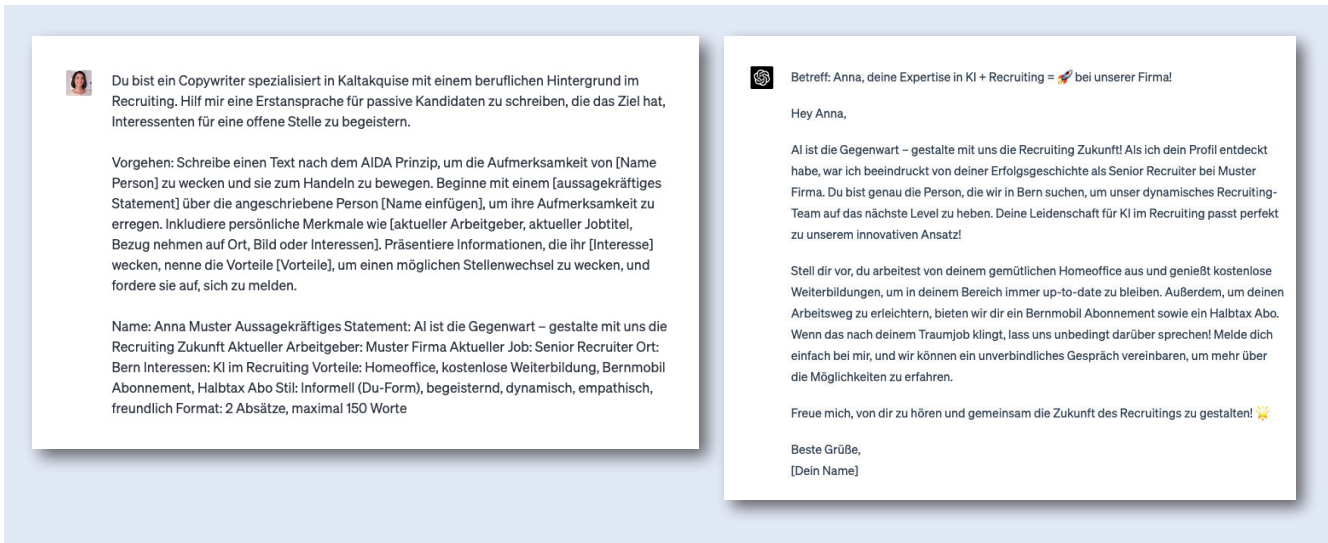 Du bist ein Copywriter spezialisiert in Kaltakquise mit einem beruflichen Hintergrund im
Recruiting. Hilf mir eine Erstansprache für passive Kandidaten zu schreiben, die das Ziel hat,
Interessenten für eine offene Stelle zu begeistern.
Vorgehen: Schreibe einen Text nach dem AIDA Prinzip, um die Aufmerksamkeit von [Name
Person] zu wecken und sie zum Handeln zu bewegen. Beginne mit einem [aussagekräftiges
Statement] über die angeschriebene Person [Name einfügen], um ihre Aufmerksamkeit zu
erregen. Inkludiere persönliche Merkmale wie [aktueller Arbeitgeber, aktueller Jobtitel,
Bezug nehmen auf Ort, Bild oder Interessen]. Präsentiere Informationen, die ihr [Interesse]
wecken, nenne die Vorteile [Vorteile], um einen möglichen Stellenwechsel zu wecken, und
fordere sie auf, sich zu melden.
Name: Anna Muster Aussagekräftiges Statement: AI ist die Gegenwart – gestalte mit uns die
Recruiting Zukunft Aktueller Arbeitgeber: Muster Firma Aktueller Job: Senior Recruiter Ort:
Bern Interessen: KI im Recruiting Vorteile: Homeoffice, kostenlose Weiterbildung, Bernmobil
Abonnement, Halbtax Abo Stil: Informell (Du-Form), begeisternd, dynamisch, empathisch,
freundlich Format: 2 Absätze, maximal 150 Worte
Betreff: Anna, deine Expertise in KI + Recruiting = 🚀 bei unserer Firma!
Hey Anna,
AI ist die Gegenwart – gestalte mit uns die Recruiting Zukunft! Als ich dein Profil entdeckt
habe, war ich beeindruckt von deiner Erfolgsgeschichte als Senior Recruiter bei Muster
Firma. Du bist genau die Person, die wir in Bern suchen, um unser dynamisches Recruiting-
Team auf das nächste Level zu heben. Deine Leidenschaft für KI im Recruiting passt perfekt
zu unserem innovativen Ansatz!
Stell dir vor, du arbeitest von deinem gemütlichen Homeoffice aus und genießt kostenlose
Weiterbildungen, um in deinem Bereich immer up-to-date zu bleiben. Außerdem, um deinen
Arbeitsweg zu erleichtern, bieten wir dir ein Bernmobil Abonnement sowie ein Halbtax Abo.
Wenn das nach deinem Traumjob klingt, lass uns unbedingt darüber sprechen! Melde dich
einfach bei mir, und wir können ein unverbindliches Gespräch vereinbaren, um mehr über
die Möglichkeiten zu erfahren.
Freue mich, von dir zu hören und gemeinsam die Zukunft des Recruitings zu gestalten! 🌟
Beste Grüße,
[Dein Name]